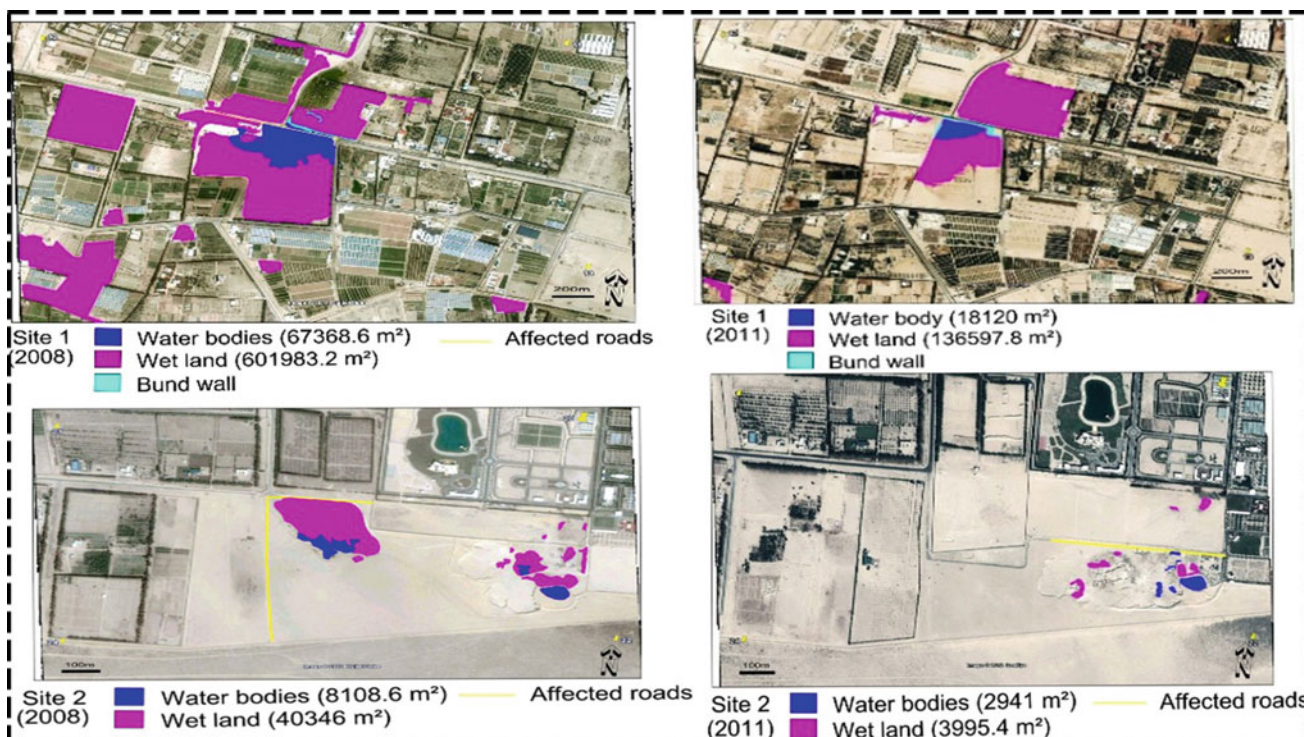 200m
N
200m
N
Site 1
(2008)
Water bodies (67368.6 m²)
Affected roads
Wet land (601983.2 m²)
Bund wall
Site 1
(2011)
Water body (18120 m²)
Wet land (136597.8 m²)
Bund wall
100m
N
100m
N
Site 2
(2008)
Water bodies (8108.6 m²)
Affected roads
Wet land (40346 m²)
Site 2
(2011)
Water bodies (2941 m²)
Affected roads
Wet land (3995.4 m²)